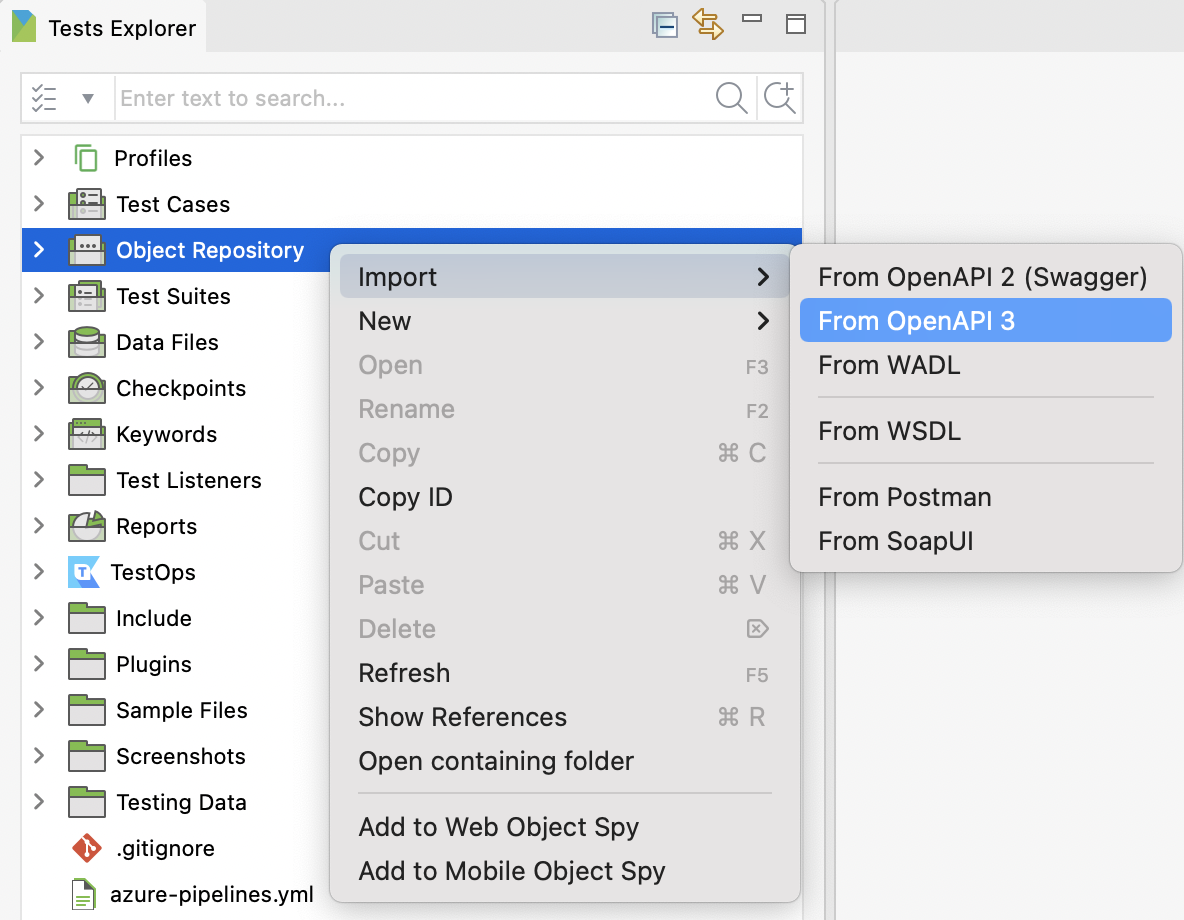 Tests Explorer
Enter text to search...
Profiles
Test Cases
Object Repository
Test Suites
Data Files
Checkpoints
Keywords
Test Listeners
Reports
TestOps
Include
Plugins
Sample Files
Screenshots
Testing Data
.gitignore
azure-pipelines.yml
Import
New
Open F3
Rename F2
Copy ⌘ C
Copy ID
Cut ⌘ X
Paste ⌘ V
Delete ⌦
Refresh F5
Show References ⌘ R
Open containing folder
Add to Web Object Spy
Add to Mobile Object Spy
From OpenAPI 2 (Swagger)
From OpenAPI 3
From WADL
From WSDL
From Postman
From SoapUI